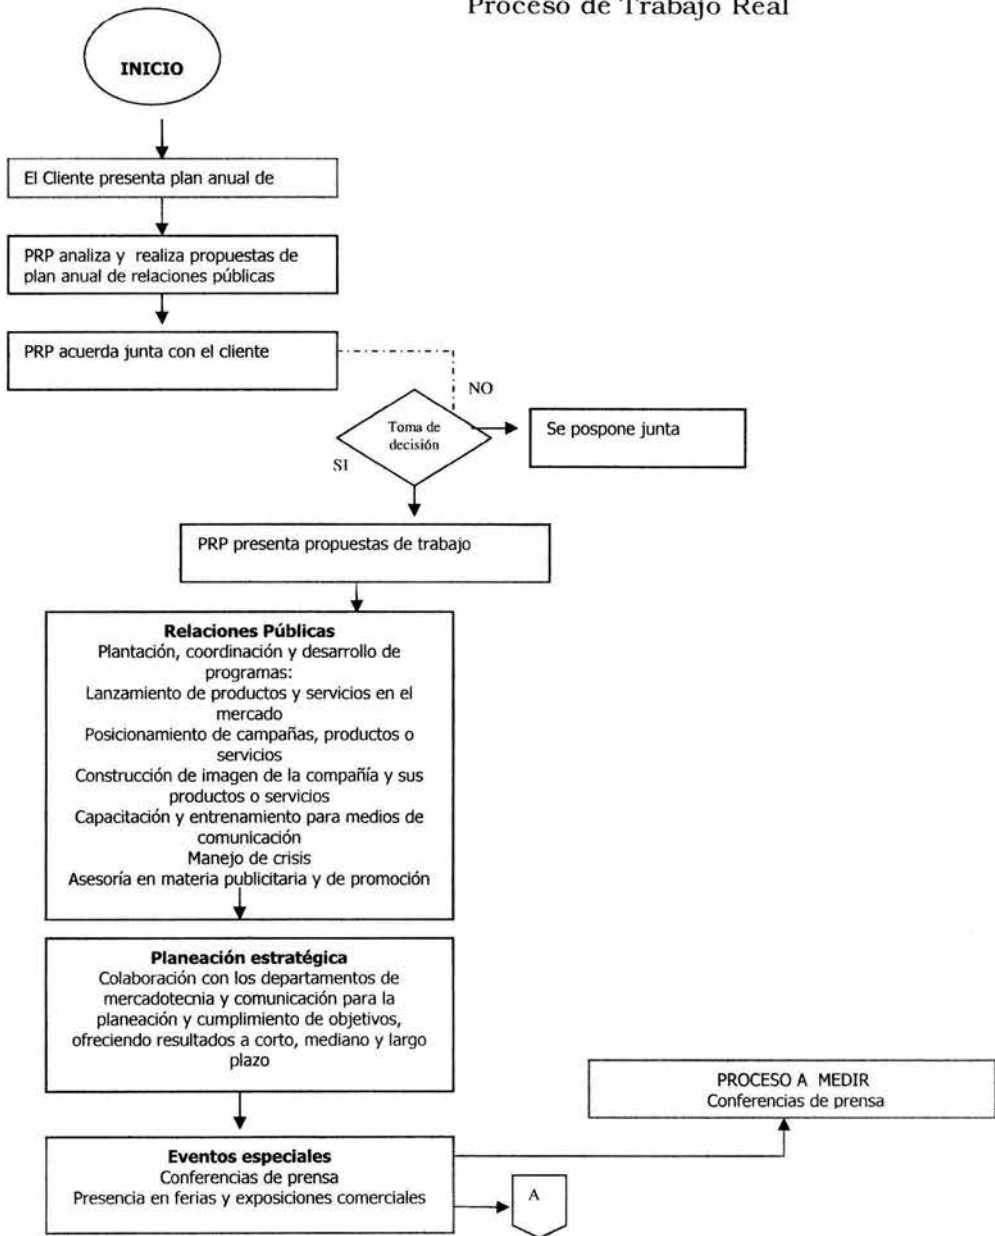 Proceso de Trabajo Real
INICIO
El Cliente presenta plan anual de
PRP analiza y realiza propuestas de
plan anual de relaciones públicas
PRP acuerda junta con el cliente
NO
Toma de
decisión
Se pospone junta
SI
PRP presenta propuestas de trabajo
Relaciones Públicas
Plantación, coordinación y desarrollo de
programas:
Lanzamiento de productos y servicios en el
mercado
Posicionamiento de campañas, productos o
servicios
Construcción de imagen de la compañía y sus
productos o servicios
Capacitación y entrenamiento para medios de
comunicación
Manejo de crisis
Asesoría en materia publicitaria y de promoción
Planeación estratégica
Colaboración con los departamentos de
mercadotecnia y comunicación para la
planeación y cumplimiento de objetivos,
ofreciendo resultados a corto, mediano y largo
plazo
PROCESO A MEDIR
Conferencias de prensa
Eventos especiales
Conferencias de prensa
Presencia en ferias y exposiciones comerciales
A